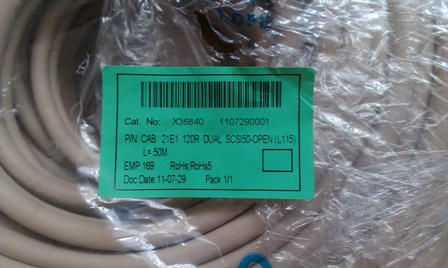 Cat. No: X36840 1107290001
P/N: CAB. 21E1 120R DUAL SCSI50-OPEN (L115)
L= 50M
EMP 169 RoHs:RoHs5
Doc.Date:11-07-29 Pack 1/1